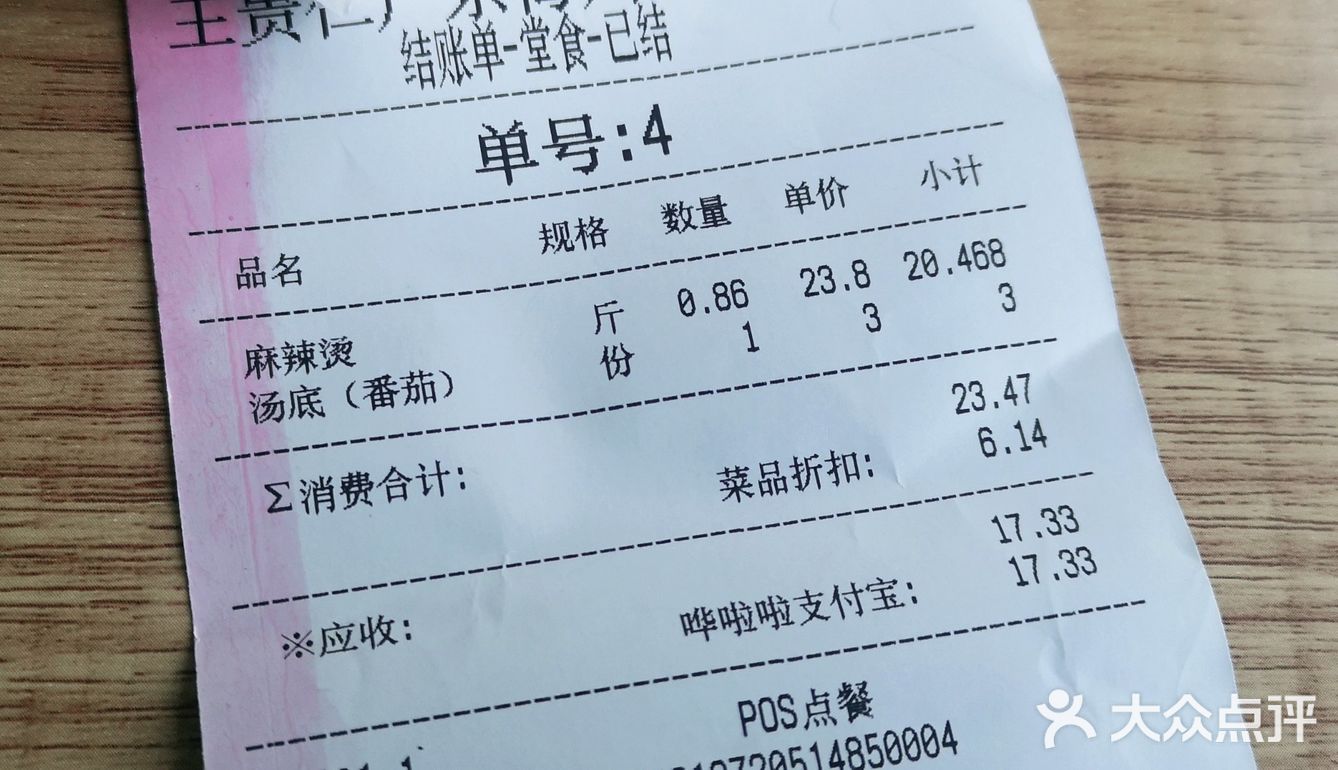 结账单-堂食-已结
单号:4
品名 规格 数量 单价 小计
麻辣烫 斤 0.86 23.8 20.468
汤底（番茄） 份 1 3 3
Σ消费合计: 23.47
菜品折扣: 6.14
※应收: 17.33
哗啦啦支付宝: 17.33
POS点餐
20514850004
大众点评